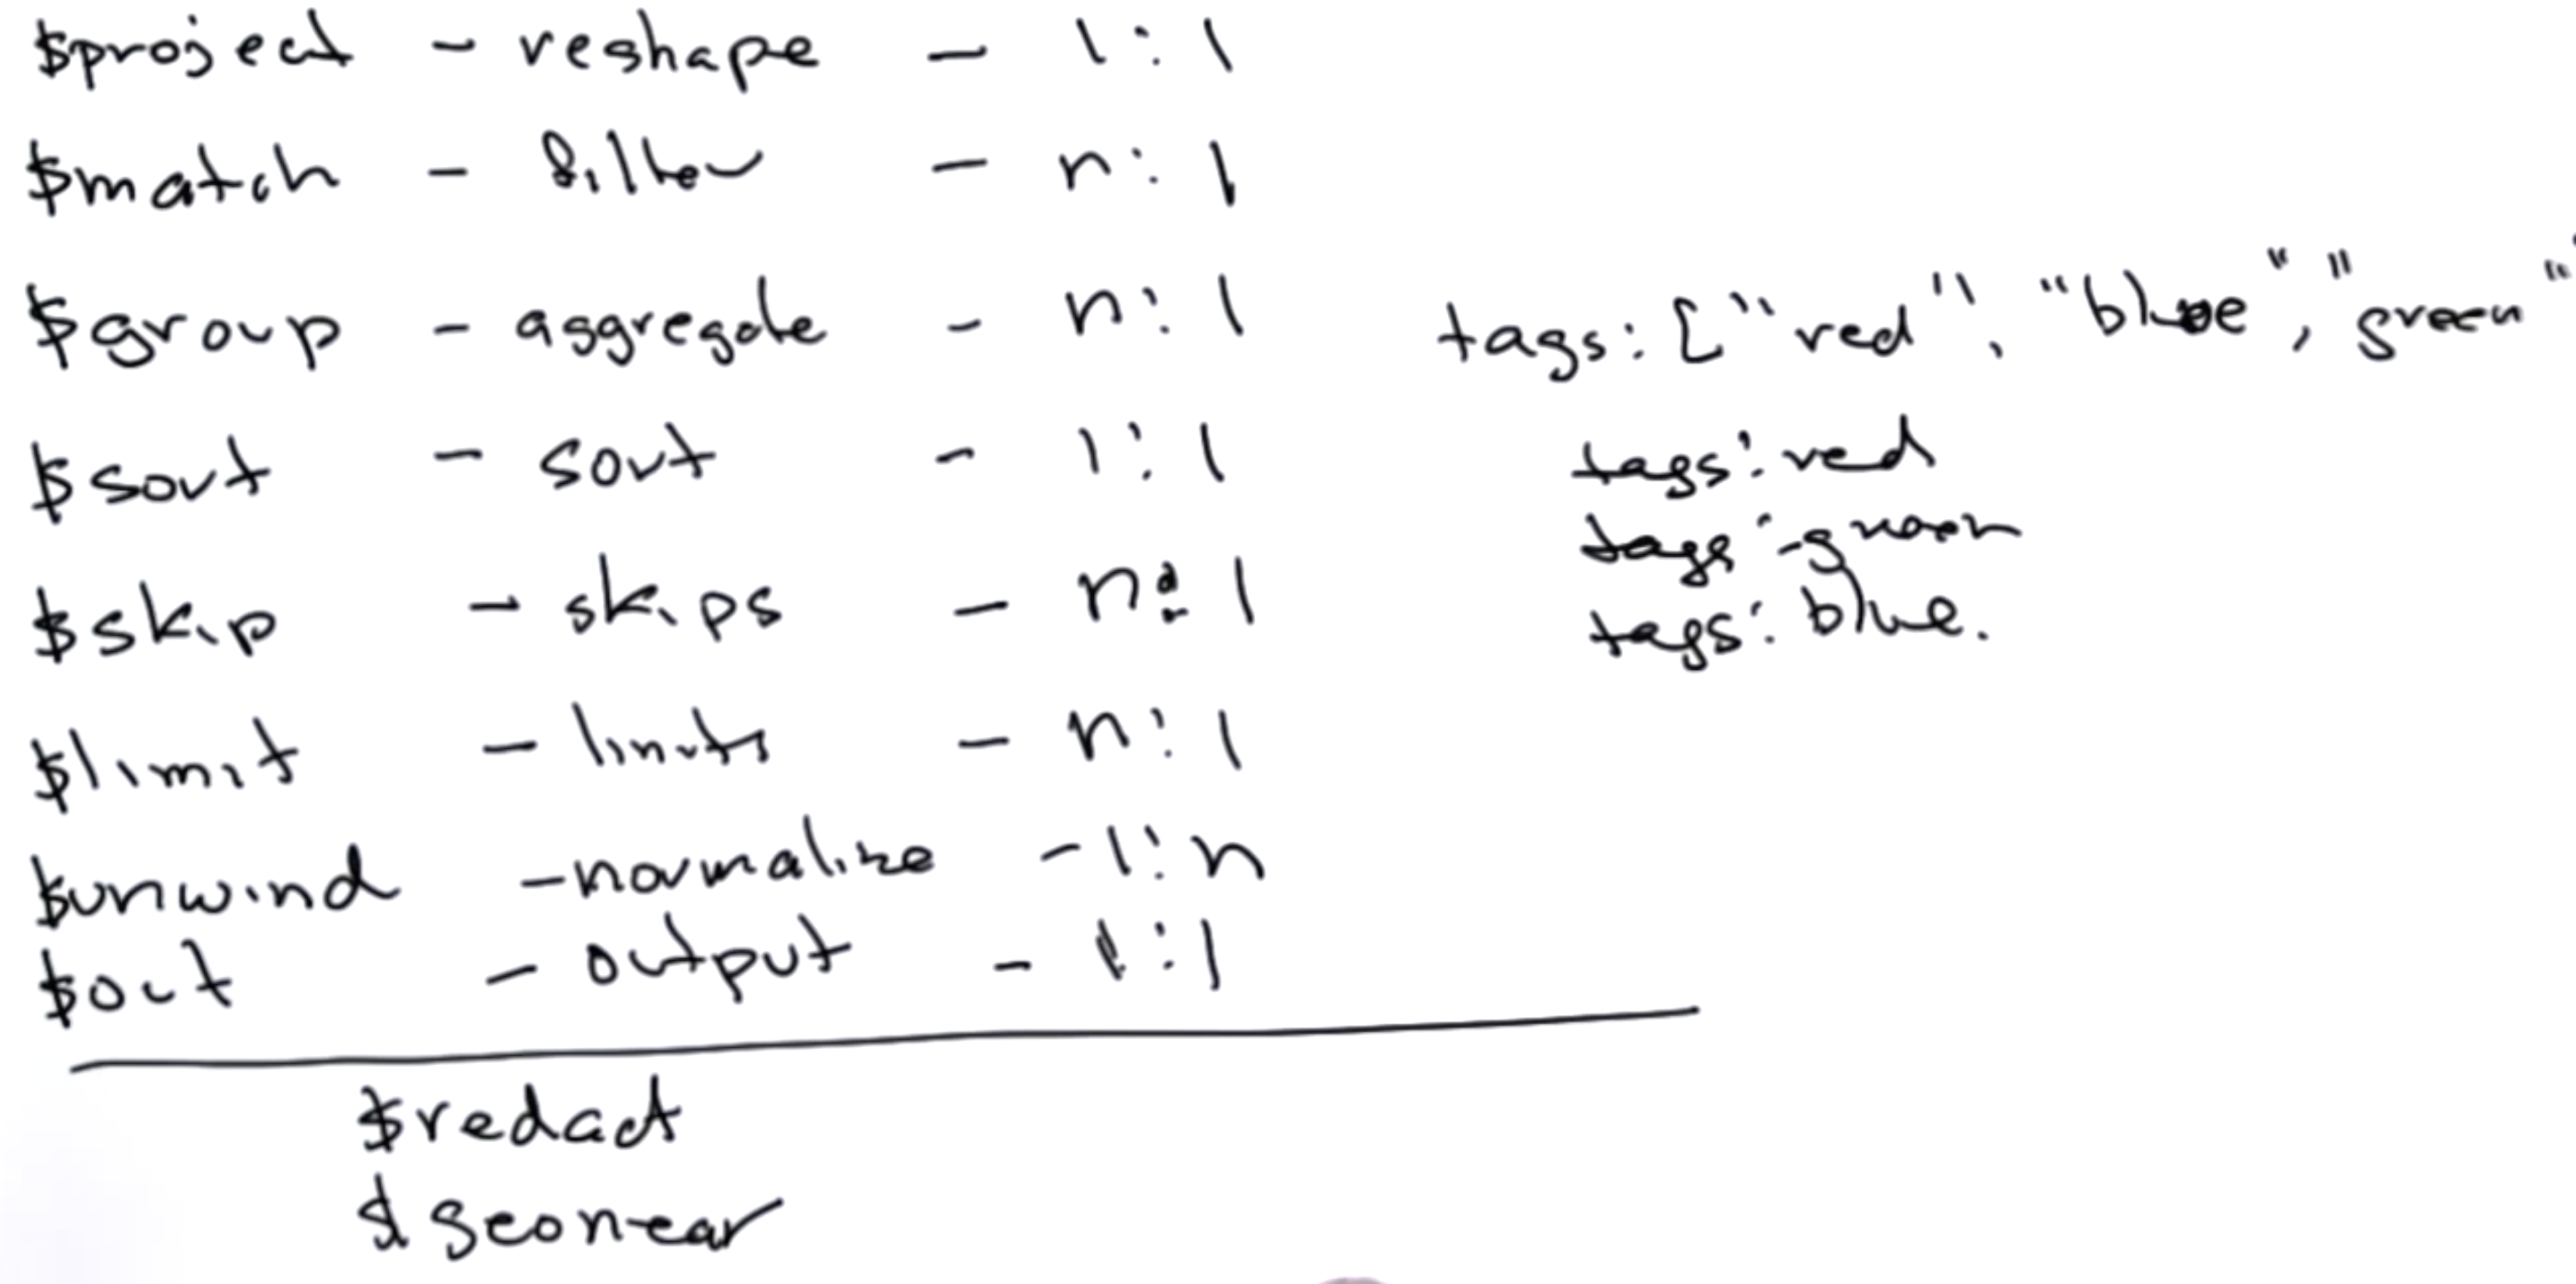 $project - reshape - 1:1
$match - filter - n:1
$group - aggregate - n:1
tags: ["red", "blue", "green"
$sort - sort - 1:1
tags: red
tags: green
$skip - skips - n:1
tags: blue.
$limit - limits - n:1
$unwind - normalize - 1:n
$out - output - 1:1
$redact
$geonear